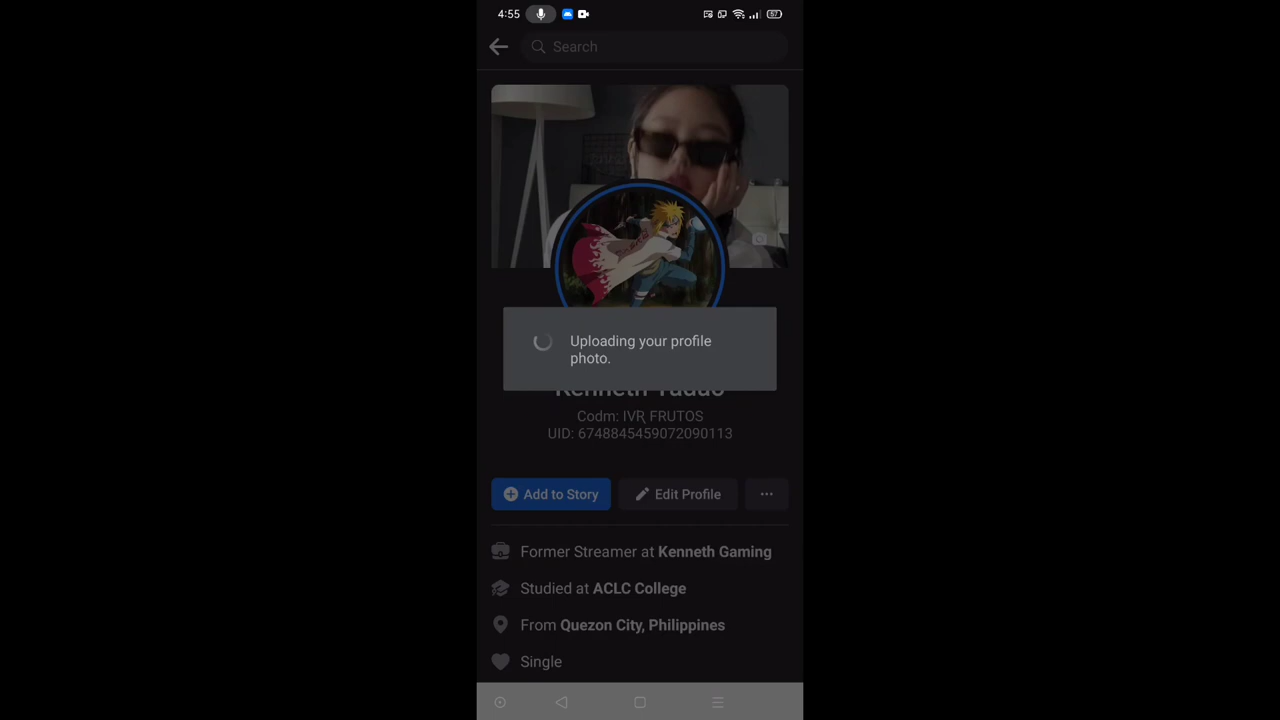 4:55
57
Search
Uploading your profile
photo.
Codm: IVR FRUTOS
UID: 6748845459072090113
Add to Story
Edit Profile
Former Streamer at Kenneth Gaming
Studied at ACLC College
From Quezon City, Philippines
Single